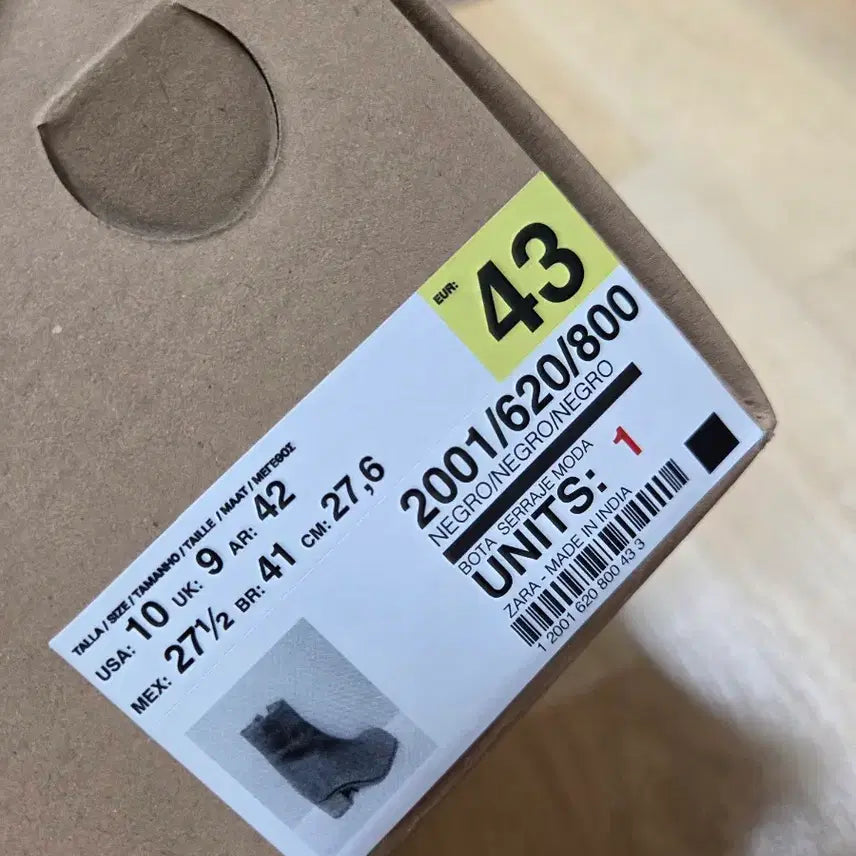 EUR: 43
TALLA / SIZE / TAMANHO / TAILLE / MAAT / ΜΕΓΕΘΟΣ
USA: 10 UK: 9 AR: 42
MEX: 27½ BR: 41 CM: 27,6
2001/620/800
NEGRO/NEGRO/NEGRO
BOTA SERRAJE MODA
UNITS: 1
ZARA - MADE IN INDIA
1 2001 620 800 43 3